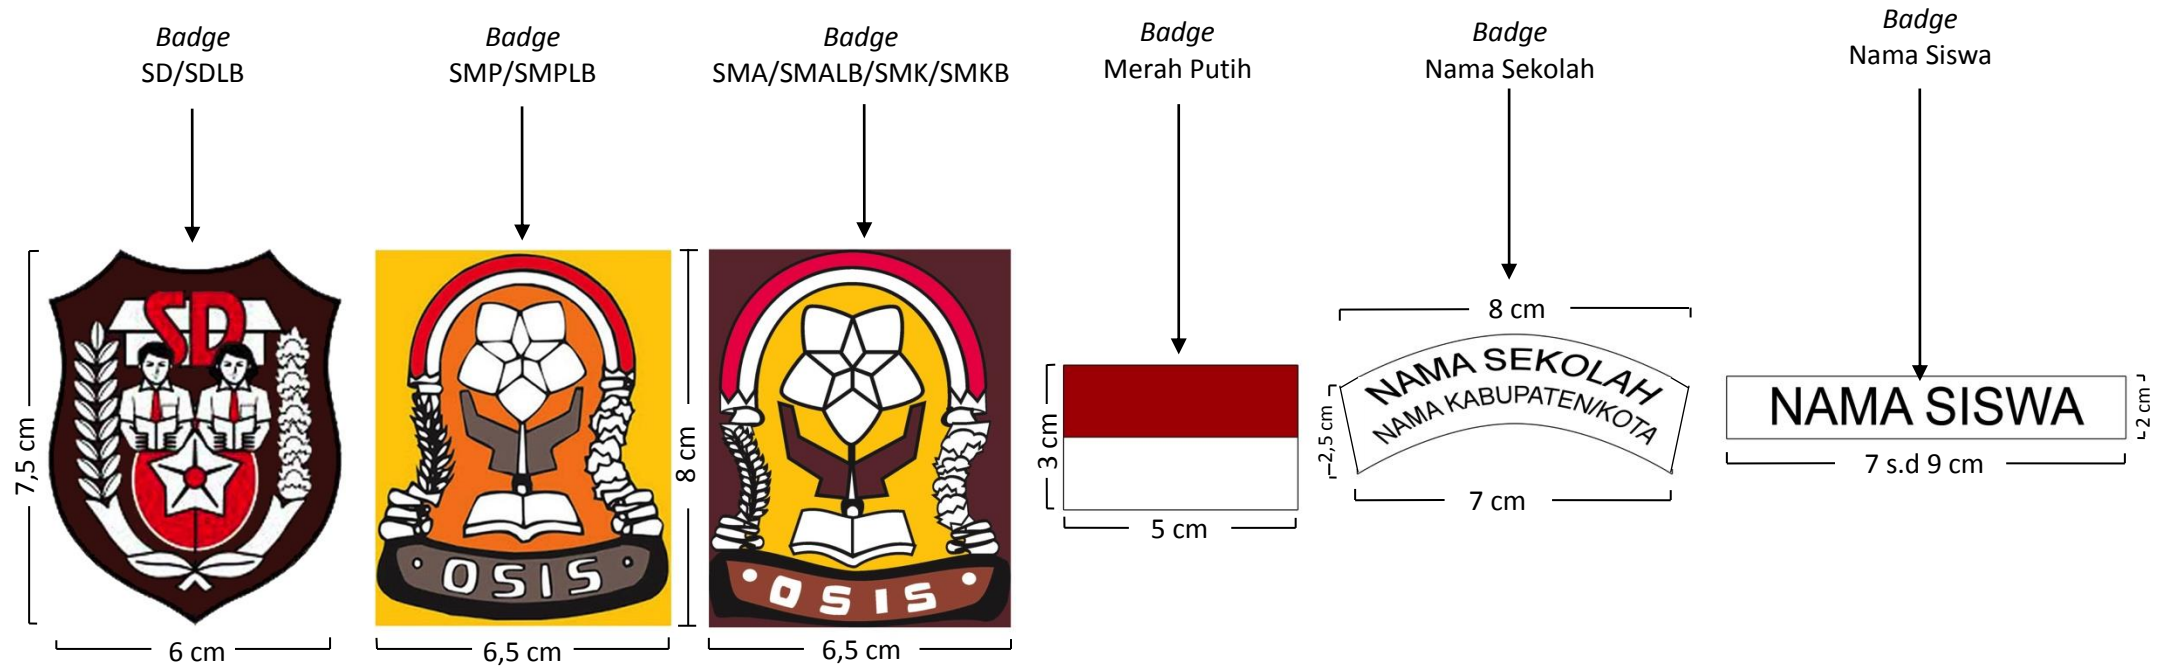 Badge
SD/SDLB
Badge
SMP/SMPLB
Badge
SMA/SMALB/SMK/SMKB
Badge
Merah Putih
Badge
Nama Sekolah
Badge
Nama Siswa
7,5 cm
SD
6 cm
OSIS
6,5 cm
8 cm
OSIS
6,5 cm
3 cm
5 cm
8 cm
NAMA SEKOLAH
NAMA KABUPATEN/KOTA
2,5 cm
7 cm
NAMA SISWA
2 cm
7 s.d 9 cm